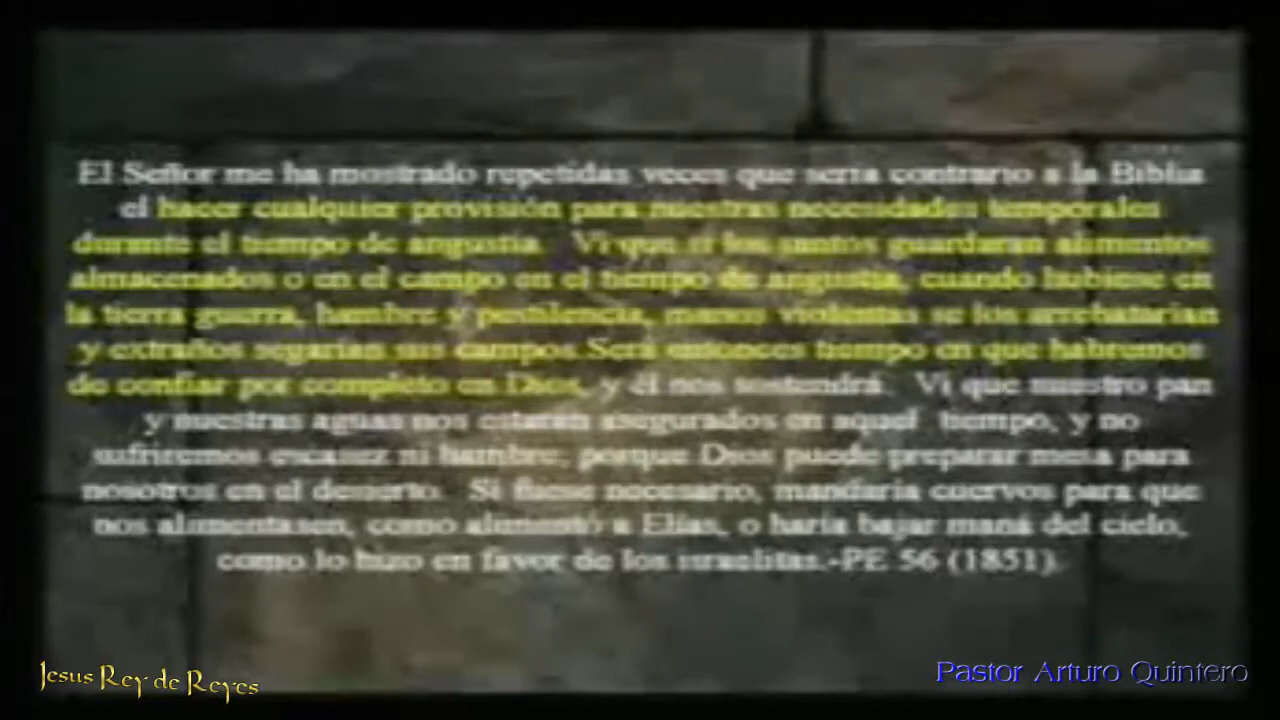 El Señor me ha mostrado repetidas veces que sería contrario a la Biblia
el hacer cualquier provisión para nuestras necesidades temporales
durante el tiempo de angustia. Vi que si los santos guardaran alimentos
almacenados o en el campo en el tiempo de angustia, cuando hubiese en
la tierra guerra, hambre y pestilencia, manos violentas se los arrebatarían
y extraños segarían sus campos.Será entonces tiempo en que habremos
de confiar por completo en Dios, y él nos sostendrá. Vi que nuestro pan
y nuestras aguas nos estarán asegurados en aquel tiempo, y no
sufriremos escasez ni hambre, porque Dios puede preparar mesa para
nosotros en el desierto. Si fuese necesario, mandaría cuervos para que
nos alimentasen, como alimentó a Elías, o haría bajar maná del cielo,
como lo hizo en favor de los israelitas.-PE 56 (1851).
Jesus Rey de Reyes
Pastor Arturo Quintero